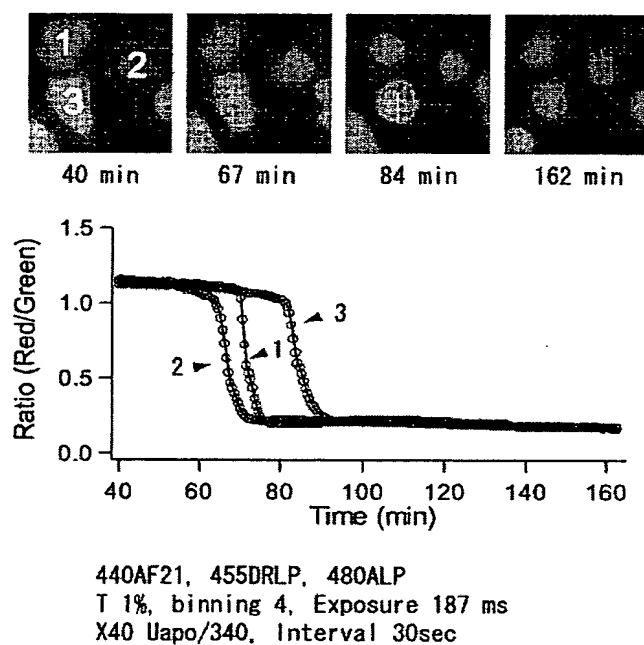 1
2
3
40 min
67 min
84 min
162 min
1.5
1.0
0.5
0.0
Ratio (Red/Green)
2
1
3
40
60
80
100
120
140
160
Time (min)
440AF21, 455DRLP, 480ALP
T 1%, binning 4, Exposure 187 ms
X40 Uapo/340, Interval 30sec